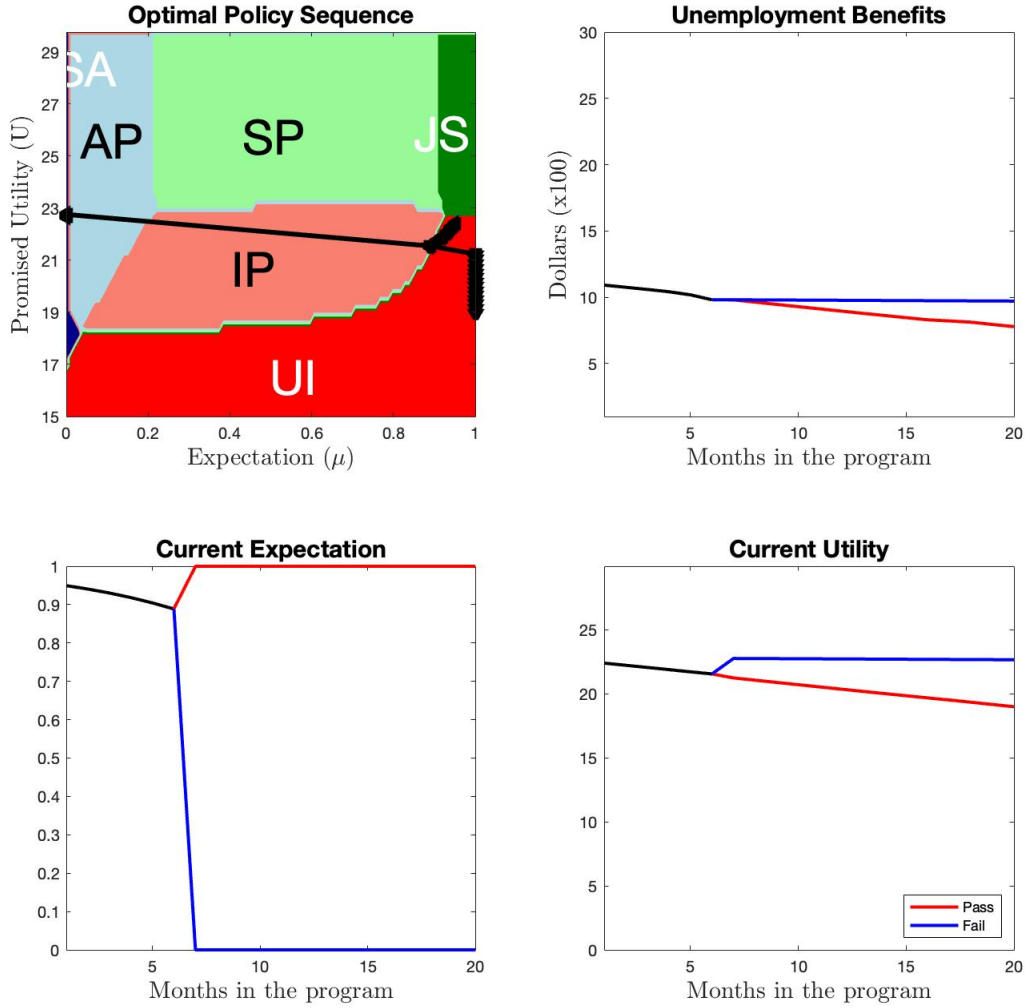 Optimal Policy Sequence
Promised Utility (U)
29
27
25
23
21
19
17
15
SA
AP
SP
JS
IP
UI
0
0.2
0.4
0.6
0.8
1
Expectation (μ)
Unemployment Benefits
Dollars (x100)
30
25
20
15
10
5
5
10
15
20
Months in the program
Current Expectation
1
0.9
0.8
0.7
0.6
0.5
0.4
0.3
0.2
0.1
0
5
10
15
20
Months in the program
Current Utility
25
20
15
10
5
0
Pass
Fail
5
10
15
20
Months in the program